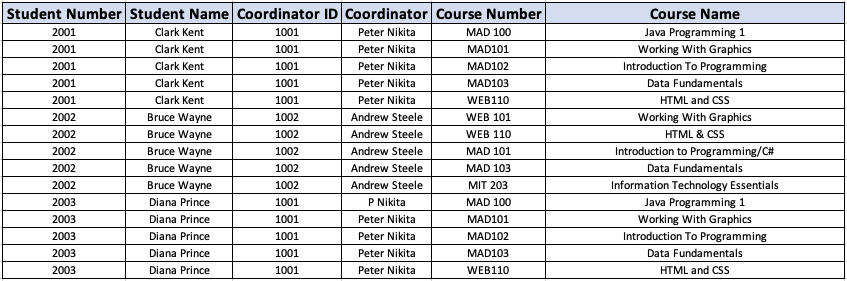 Student Number Student Name Coordinator ID Coordinator Course Number Course Name
2001 Clark Kent 1001 Peter Nikita MAD 100 Java Programming 1
2001 Clark Kent 1001 Peter Nikita MAD101 Working With Graphics
2001 Clark Kent 1001 Peter Nikita MAD102 Introduction To Programming
2001 Clark Kent 1001 Peter Nikita MAD103 Data Fundamentals
2001 Clark Kent 1001 Peter Nikita WEB110 HTML and CSS
2002 Bruce Wayne 1002 Andrew Steele WEB 101 Working With Graphics
2002 Bruce Wayne 1002 Andrew Steele WEB 110 HTML & CSS
2002 Bruce Wayne 1002 Andrew Steele MAD 101 Introduction to Programming/C#
2002 Bruce Wayne 1002 Andrew Steele MAD 103 Data Fundamentals
2002 Bruce Wayne 1002 Andrew Steele MIT 203 Information Technology Essentials
2003 Diana Prince 1001 P Nikita MAD 100 Java Programming 1
2003 Diana Prince 1001 Peter Nikita MAD101 Working With Graphics
2003 Diana Prince 1001 Peter Nikita MAD102 Introduction To Programming
2003 Diana Prince 1001 Peter Nikita MAD103 Data Fundamentals
2003 Diana Prince 1001 Peter Nikita WEB110 HTML and CSS